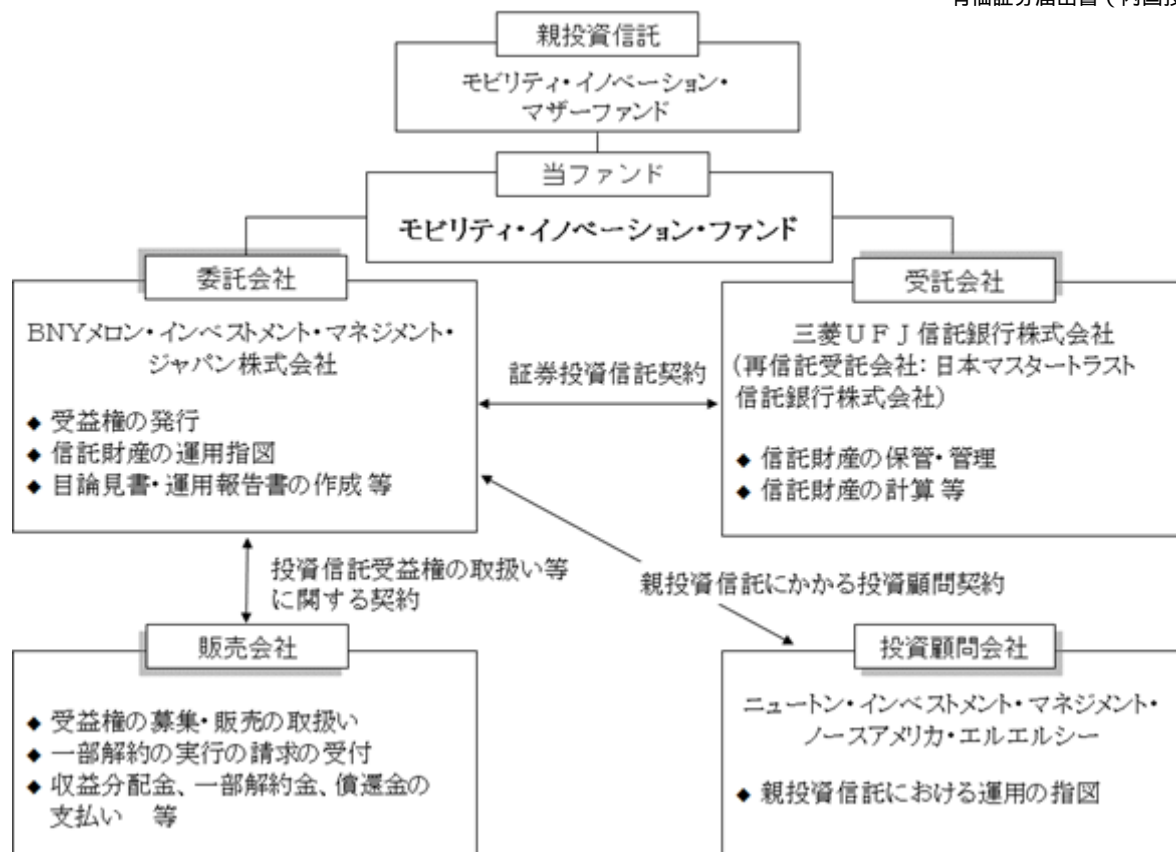 有価証券届出書(内国投
親投資信託
モビリティ・イノベーション・
マザーファンド
当ファンド
モビリティ・イノベーション・ファンド
委託会社
BNYメロン・インベストメント・マネジメント・
ジャパン株式会社
◆ 受益権の発行
◆ 信託財産の運用指図
◆ 目論見書・運用報告書の作成 等
証券投資信託契約
受託会社
三菱UFJ信託銀行株式会社
(再信託受託会社: 日本マスタートラスト
信託銀行株式会社)
◆ 信託財産の保管・管理
◆ 信託財産の計算 等
投資信託受益権の取扱い等
に関する契約
親投資信託にかかる投資顧問契約
販売会社
◆ 受益権の募集・販売の取扱い
◆ 一部解約の実行の請求の受付
◆ 収益分配金、一部解約金、償還金の
支払い 等
投資顧問会社
ニュートン・インベストメント・マネジメント・
ノースアメリカ・エルエルシー
◆ 親投資信託における運用の指図